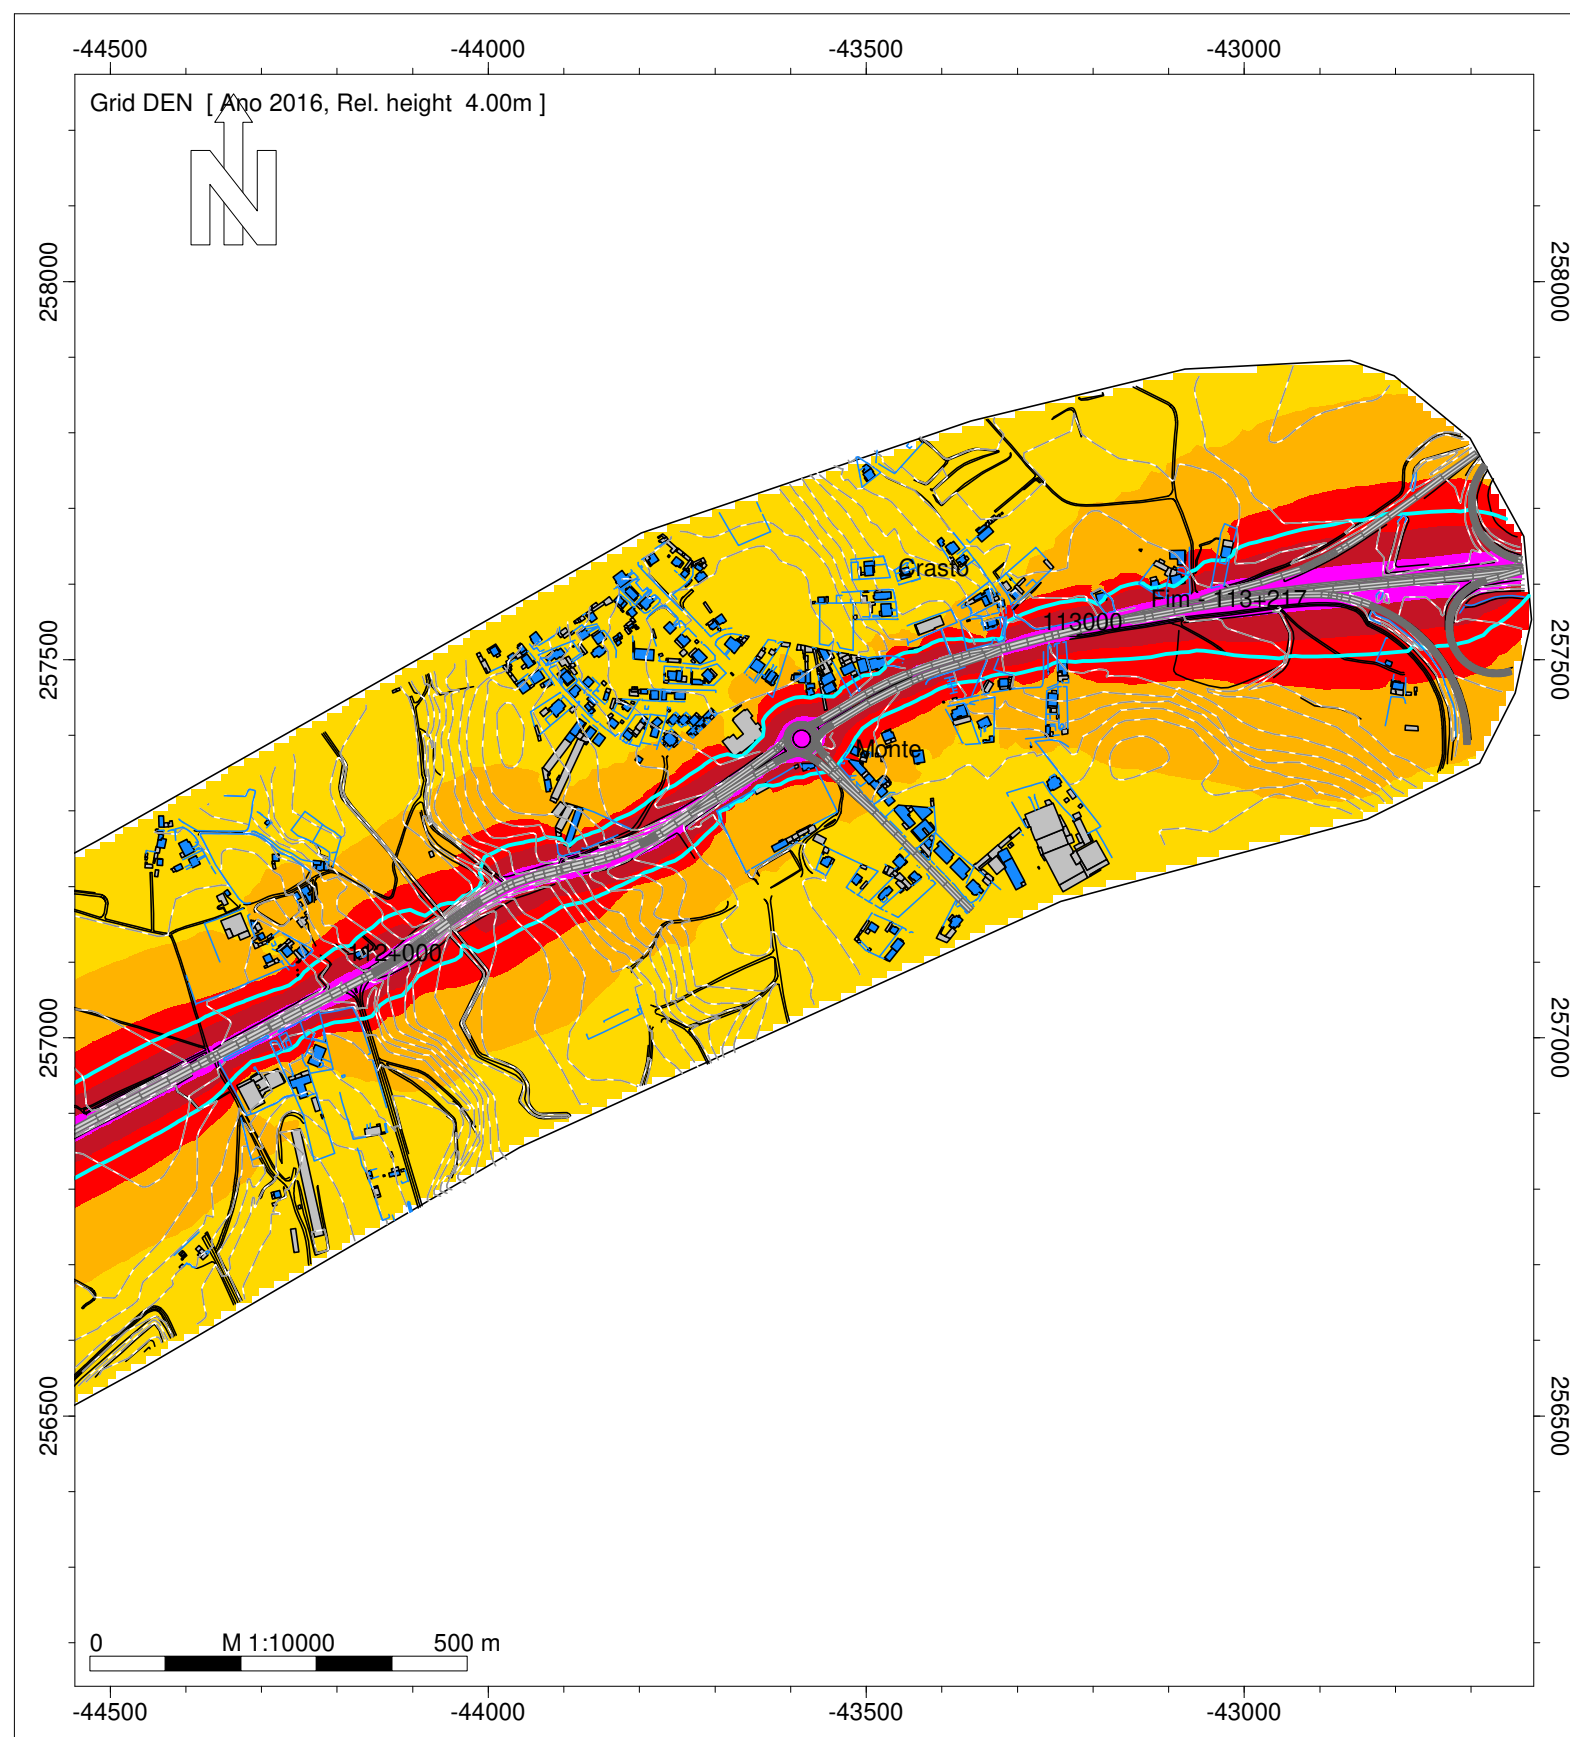 -44500 -44000 -43500 -43000
Grid DEN [ Ano 2016, Rel. height 4.00m ]
N
258000 258000
Crasto
Fim - 113+217
113000
257500 257500
Monte
112+000
257000 257000
256500 256500
0 M 1:10000 500 m
-44500 -44000 -43500 -43000